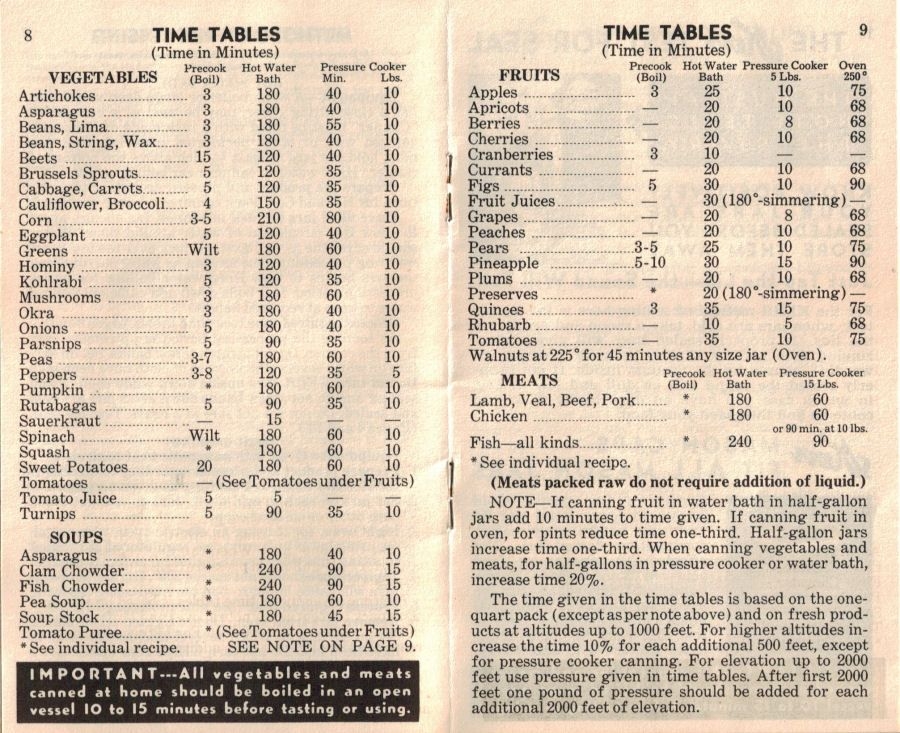 8
TIME TABLES
(Time in Minutes)
VEGETABLES Precook (Boil) Hot Water Bath Pressure Cooker Min. Lbs.
Artichokes 3 180 40 10
Asparagus 3 180 40 10
Beans, Lima 3 180 55 10
Beans, String, Wax 3 180 40 10
Beets 15 120 40 10
Brussels Sprouts 5 120 35 10
Cabbage, Carrots 5 120 35 10
Cauliflower, Broccoli 4 150 35 10
Corn 3-5 210 80 10
Eggplant 5 120 40 10
Greens Wilt 180 60 10
Hominy 3 120 40 10
Kohlrabi 5 120 35 10
Mushrooms 3 180 60 10
Okra 3 180 40 10
Onions 5 180 40 10
Parsnips 5 90 35 10
Peas 3-7 180 60 10
Peppers 3-8 120 35 5
Pumpkin * 180 60 10
Rutabagas 5 90 35 10
Sauerkraut — 15 — —
Spinach Wilt 180 60 10
Squash * 180 60 10
Sweet Potatoes 20 180 60 10
Tomatoes — (See Tomatoes under Fruits)
Tomato Juice 5 5 — —
Turnips 5 90 35 10
SOUPS
Asparagus * 180 40 10
Clam Chowder * 240 90 15
Fish Chowder * 240 90 15
Pea Soup * 180 60 10
Soup Stock * 180 45 15
Tomato Puree * (See Tomatoes under Fruits)
*See individual recipe. SEE NOTE ON PAGE 9.
IMPORTANT---All vegetables and meats
canned at home should be boiled in an open
vessel 10 to 15 minutes before tasting or using.
9
TIME TABLES
(Time in Minutes)
FRUITS Precook (Boil) Hot Water Bath Pressure Cooker 5 Lbs. Oven 250°
Apples 3 25 10 75
Apricots — 20 10 68
Berries — 20 8 68
Cherries — 20 10 68
Cranberries 3 10 — —
Currants — 20 10 68
Figs 5 30 10 90
Fruit Juices — 30 (180°-simmering) —
Grapes — 20 8 68
Peaches — 20 10 68
Pears 3-5 25 10 75
Pineapple 5-10 30 15 90
Plums — 20 10 68
Preserves * 20 (180°-simmering) —
Quinces 3 35 15 75
Rhubarb — 10 5 68
Tomatoes — 35 10 75
Walnuts at 225° for 45 minutes any size jar (Oven).
MEATS Precook (Boil) Hot Water Bath Pressure Cooker 15 Lbs.
Lamb, Veal, Beef, Pork * 180 60
Chicken * 180 60
or 90 min. at 10 lbs.
Fish—all kinds * 240 90
*See individual recipe.
(Meats packed raw do not require addition of liquid.)
NOTE—If canning fruit in water bath in half-gallon
jars add 10 minutes to time given. If canning fruit in
oven, for pints reduce time one-third. Half-gallon jars
increase time one-third. When canning vegetables and
meats, for half-gallons in pressure cooker or water bath,
increase time 20%.
The time given in the time tables is based on the one-
quart pack (except as per note above) and on fresh prod-
ucts at altitudes up to 1000 feet. For higher altitudes in-
crease the time 10% for each additional 500 feet, except
for pressure cooker canning. For elevation up to 2000
feet use pressure given in time tables. After first 2000
feet one pound of pressure should be added for each
additional 2000 feet of elevation.